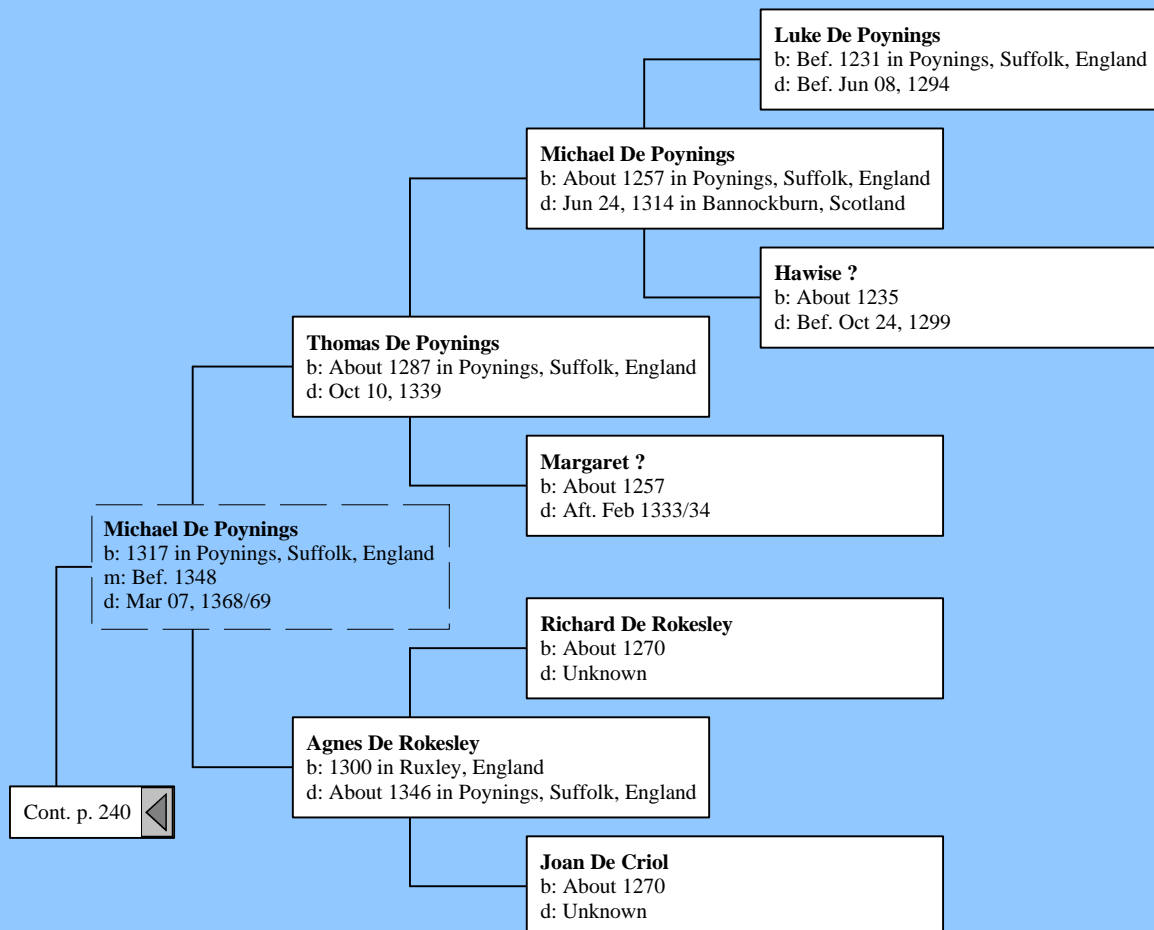 Luke De Poynings
b: Bef. 1231 in Poynings, Suffolk, England
d: Bef. Jun 08, 1294
Michael De Poynings
b: About 1257 in Poynings, Suffolk, England
d: Jun 24, 1314 in Bannockburn, Scotland
Hawise ?
b: About 1235
d: Bef. Oct 24, 1299
Thomas De Poynings
b: About 1287 in Poynings, Suffolk, England
d: Oct 10, 1339
Margaret ?
b: About 1257
d: Aft. Feb 1333/34
Michael De Poynings
b: 1317 in Poynings, Suffolk, England
m: Bef. 1348
d: Mar 07, 1368/69
Richard De Rokesley
b: About 1270
d: Unknown
Agnes De Rokesley
b: 1300 in Ruxley, England
d: About 1346 in Poynings, Suffolk, England
Cont. p. 240
Joan De Criol
b: About 1270
d: Unknown